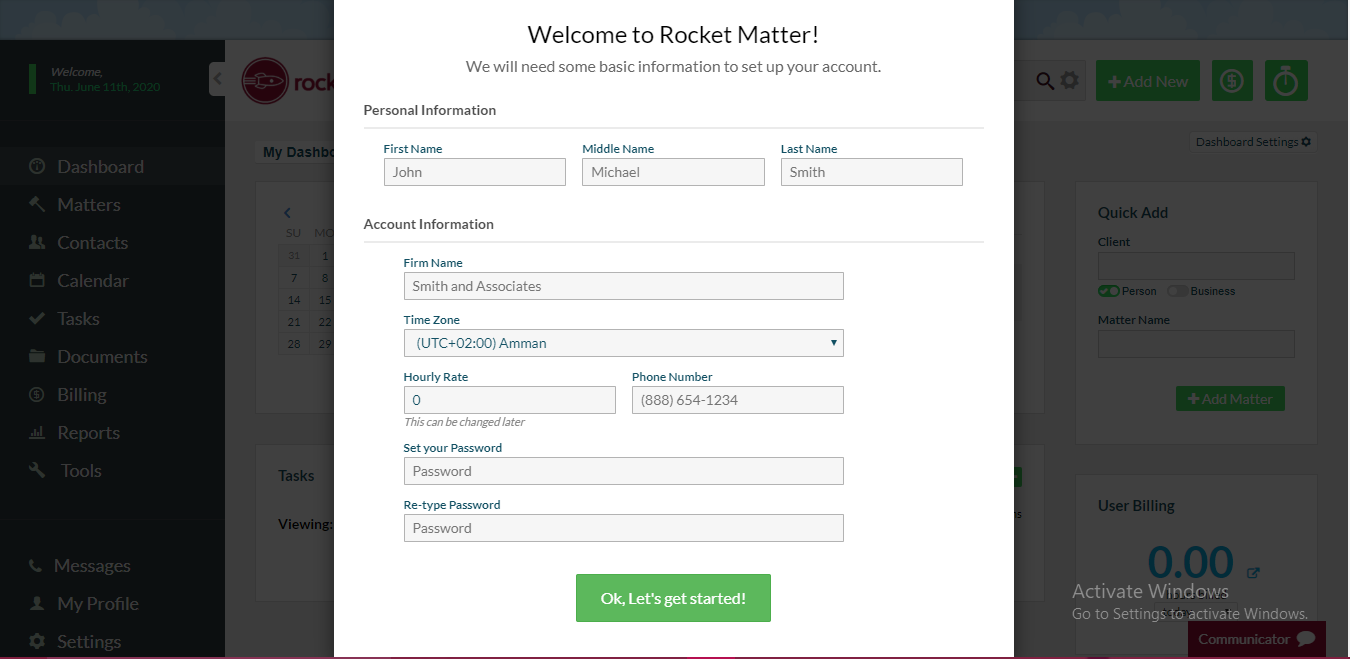 Welcome to Rocket Matter!
We will need some basic information to set up your account.
Personal Information
First Name Middle Name Last Name
John Michael Smith
Account Information
Firm Name
Smith and Associates
Time Zone
(UTC+02:00) Amman
Hourly Rate Phone Number
0 (888) 654-1234
This can be changed later
Set your Password
Password
Re-type Password
Password
Ok, Let's get started!
Welcome,
Thu. June 11th, 2020
Dashboard
Matters
Contacts
Calendar
Tasks
Documents
Billing
Reports
Tools
Messages
My Profile
Settings
rock
My Dashbo
SU MO
31 1
7 8
14 15
21 22
28 29
Tasks
Viewing:
Add New
Dashboard Settings
Quick Add
Client
Person Business
Matter Name
Add Matter
User Billing
0.00
Activate Windows
Go to Settings to activate Windows.
Communicator